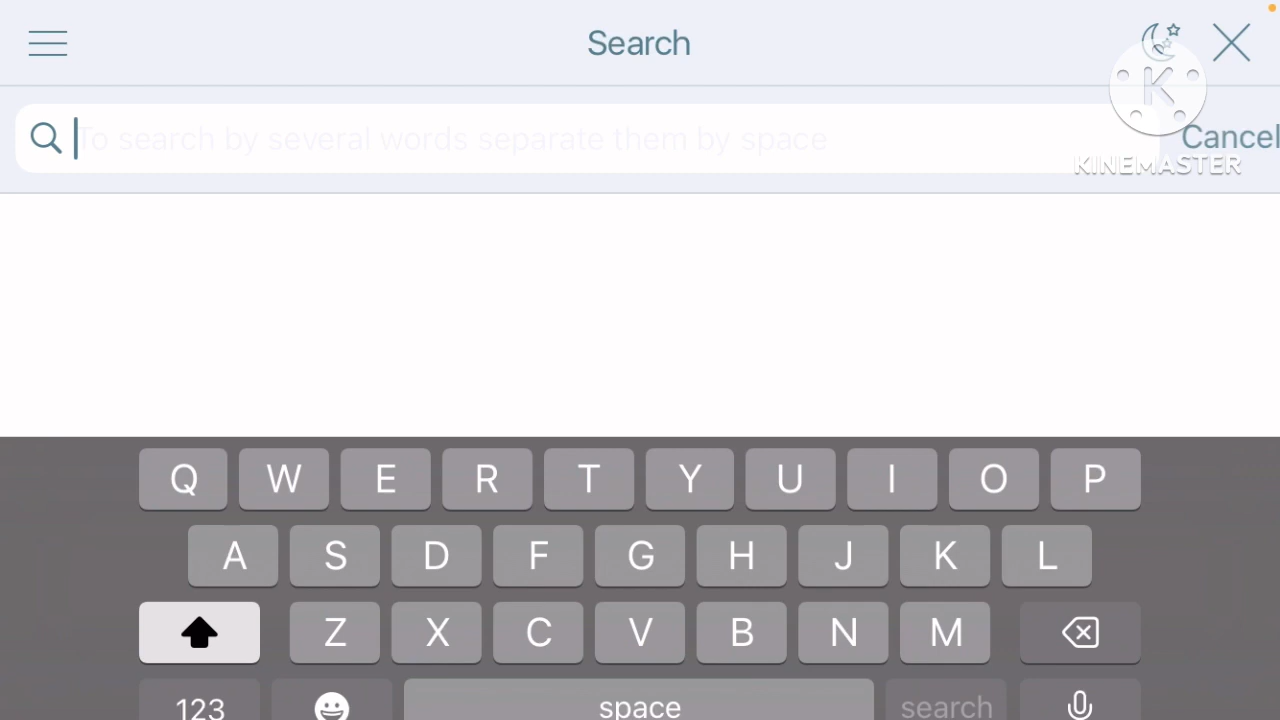 Search
To search by several words separate them by space
Cancel
K
KINEMASTER
Q W E R T Y U I O P
A S D F G H J K L
Z X C V B N M
123 space search